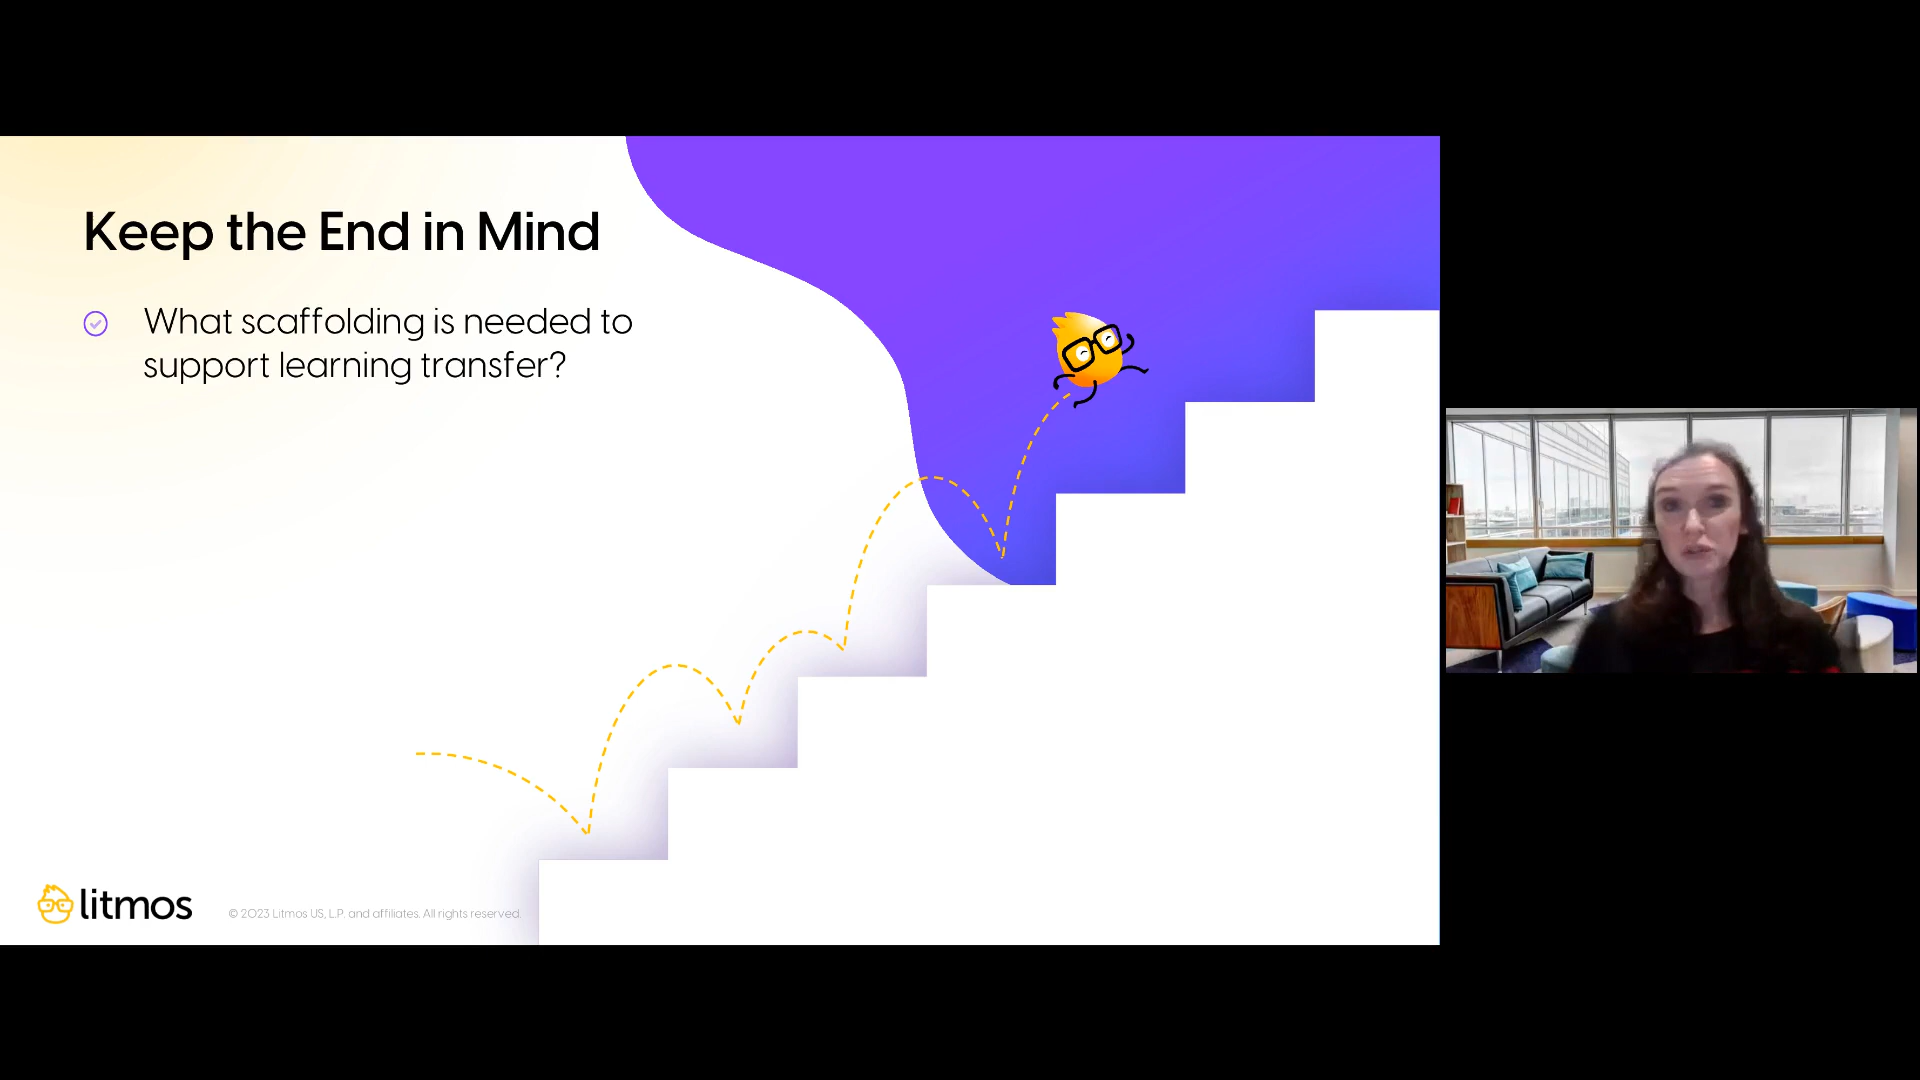 Keep the End in Mind
What scaffolding is needed to
support learning transfer?
litmos
© 2023 Litmos US, L.P. and affiliates. All rights reserved.